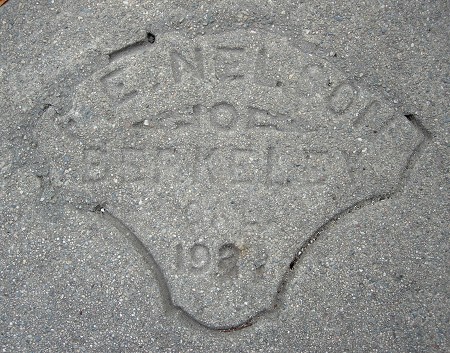 E. NELSON
-OF-
BERKELEY
CAL